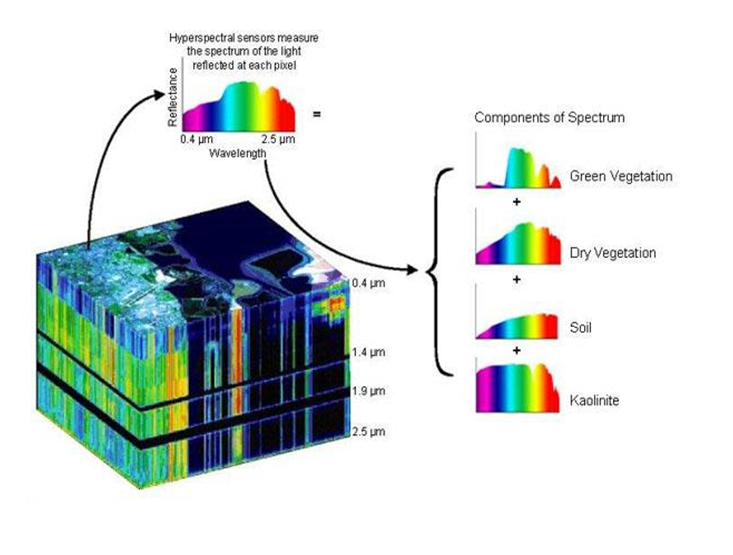 Hyperspectral sensors measure
the spectrum of the light
reflected at each pixel
Reflectance
=
0.4 µm
2.5 µm
Wavelength
Components of Spectrum
Green Vegetation
+
Dry Vegetation
+
Soil
+
Kaolinite
0.4 µm
1.4 µm
1.9 µm
2.5 µm